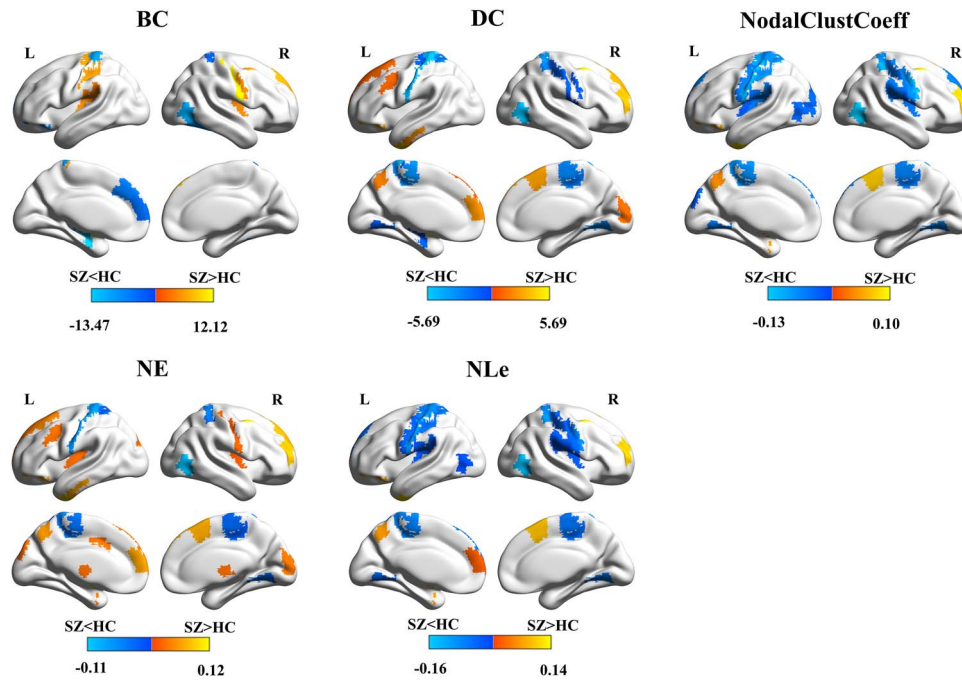 BC
L
R
SZ<HC SZ>HC
-13.47 12.12
DC
L
R
SZ<HC SZ>HC
-5.69 5.69
NodalClustCoeff
L
R
SZ<HC SZ>HC
-0.13 0.10
NE
L
R
SZ<HC SZ>HC
-0.11 0.12
NLe
L
R
SZ<HC SZ>HC
-0.16 0.14